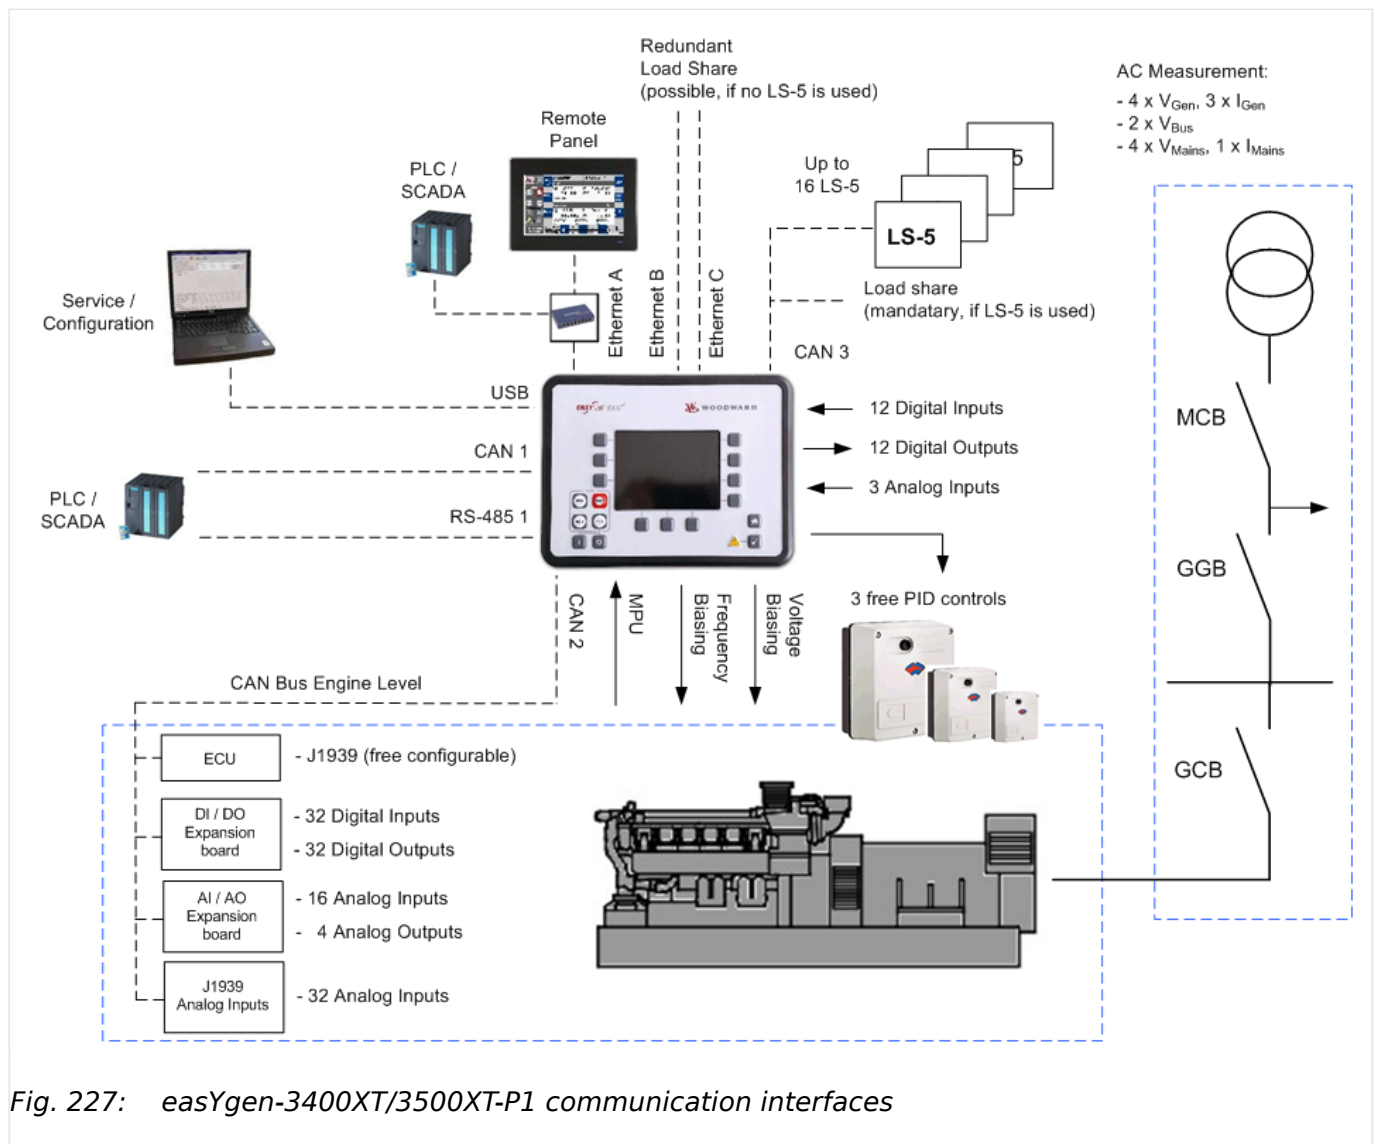 Redundant
Load Share
(possible, if no LS-5 is used)
AC Measurement:
- 4 x VGen, 3 x IGen
- 2 x VBus
- 4 x VMains, 1 x IMains
Remote
Panel
PLC /
SCADA
Up to
16 LS-5
5
LS-5
Service /
Configuration
Ethernet A
Ethernet B
Ethernet C
Load share
(mandatary, if LS-5 is used)
CAN 3
USB
WOODWARD
12 Digital Inputs
MCB
CAN 1
12 Digital Outputs
PLC /
SCADA
3 Analog Inputs
RS-485 1
GGB
CAN 2
MPU
Frequency
Biasing
Voltage
Biasing
3 free PID controls
CAN Bus Engine Level
ECU
- J1939 (free configurable)
GCB
DI / DO
Expansion
board
- 32 Digital Inputs
- 32 Digital Outputs
AI / AO
Expansion
board
- 16 Analog Inputs
- 4 Analog Outputs
J1939
Analog Inputs
- 32 Analog Inputs
Fig. 227: easYgen-3400XT/3500XT-P1 communication interfaces